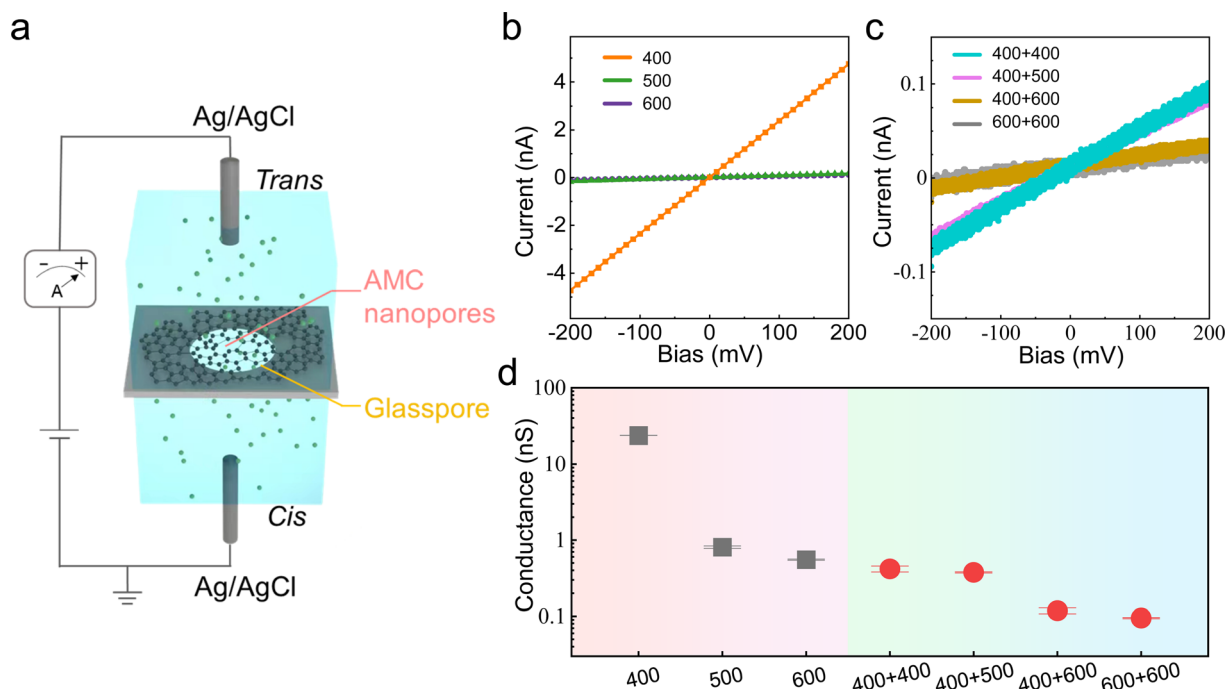 a
Ag/AgCl
Trans
- +
A
AMC
nanopores
Glasspore
Cis
Ag/AgCl
b
400
500
600
Current (nA)
4
2
0
-2
-4
-200 -100 0 100 200
Bias (mV)
c
400+400
400+500
400+600
600+600
Current (nA)
0.1
0
-0.1
-200 -100 0 100 200
Bias (mV)
d
Conductance (nS)
100
10
1
0.1
400 500 600 400+400 400+500 400+600 600+600